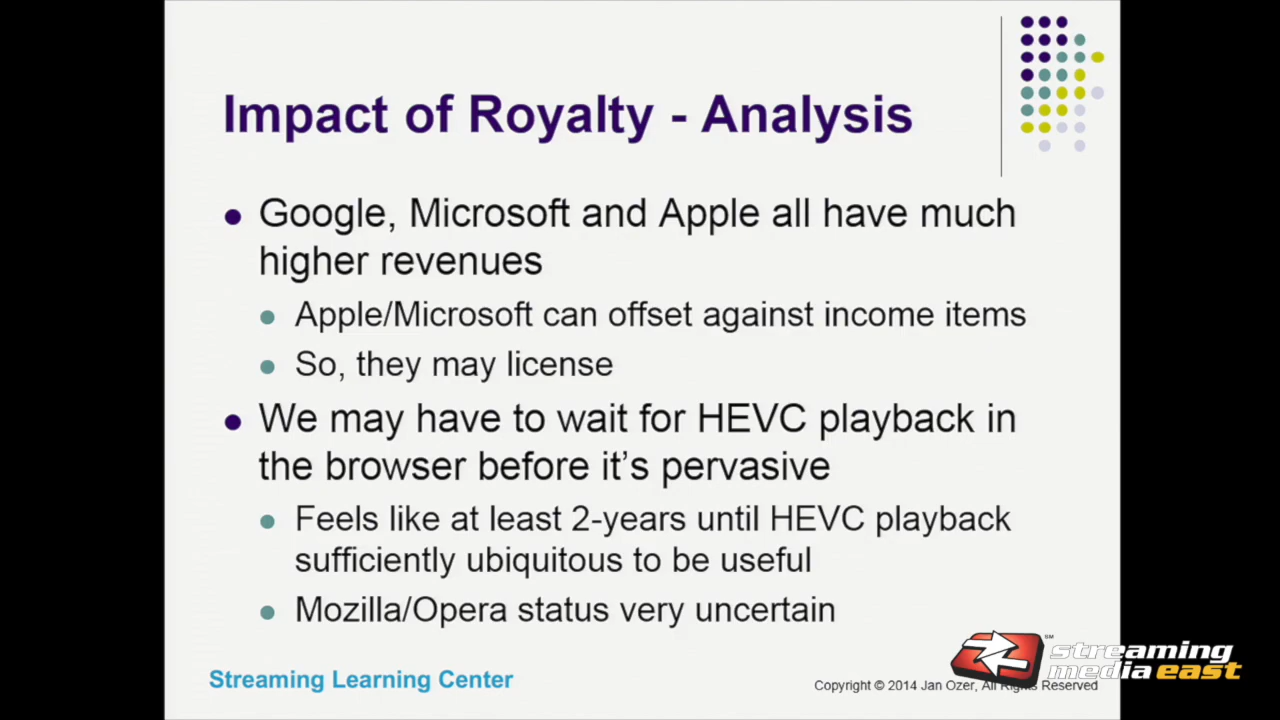 Impact of Royalty - Analysis
Google, Microsoft and Apple all have much
higher revenues
Apple/Microsoft can offset against income items
So, they may license
We may have to wait for HEVC playback in
the browser before it's pervasive
Feels like at least 2-years until HEVC playback
sufficiently ubiquitous to be useful
Mozilla/Opera status very uncertain
Streaming Learning Center
Copyright © 2014 Jan Ozer, All Rights Reserved
SM
streaming
media east